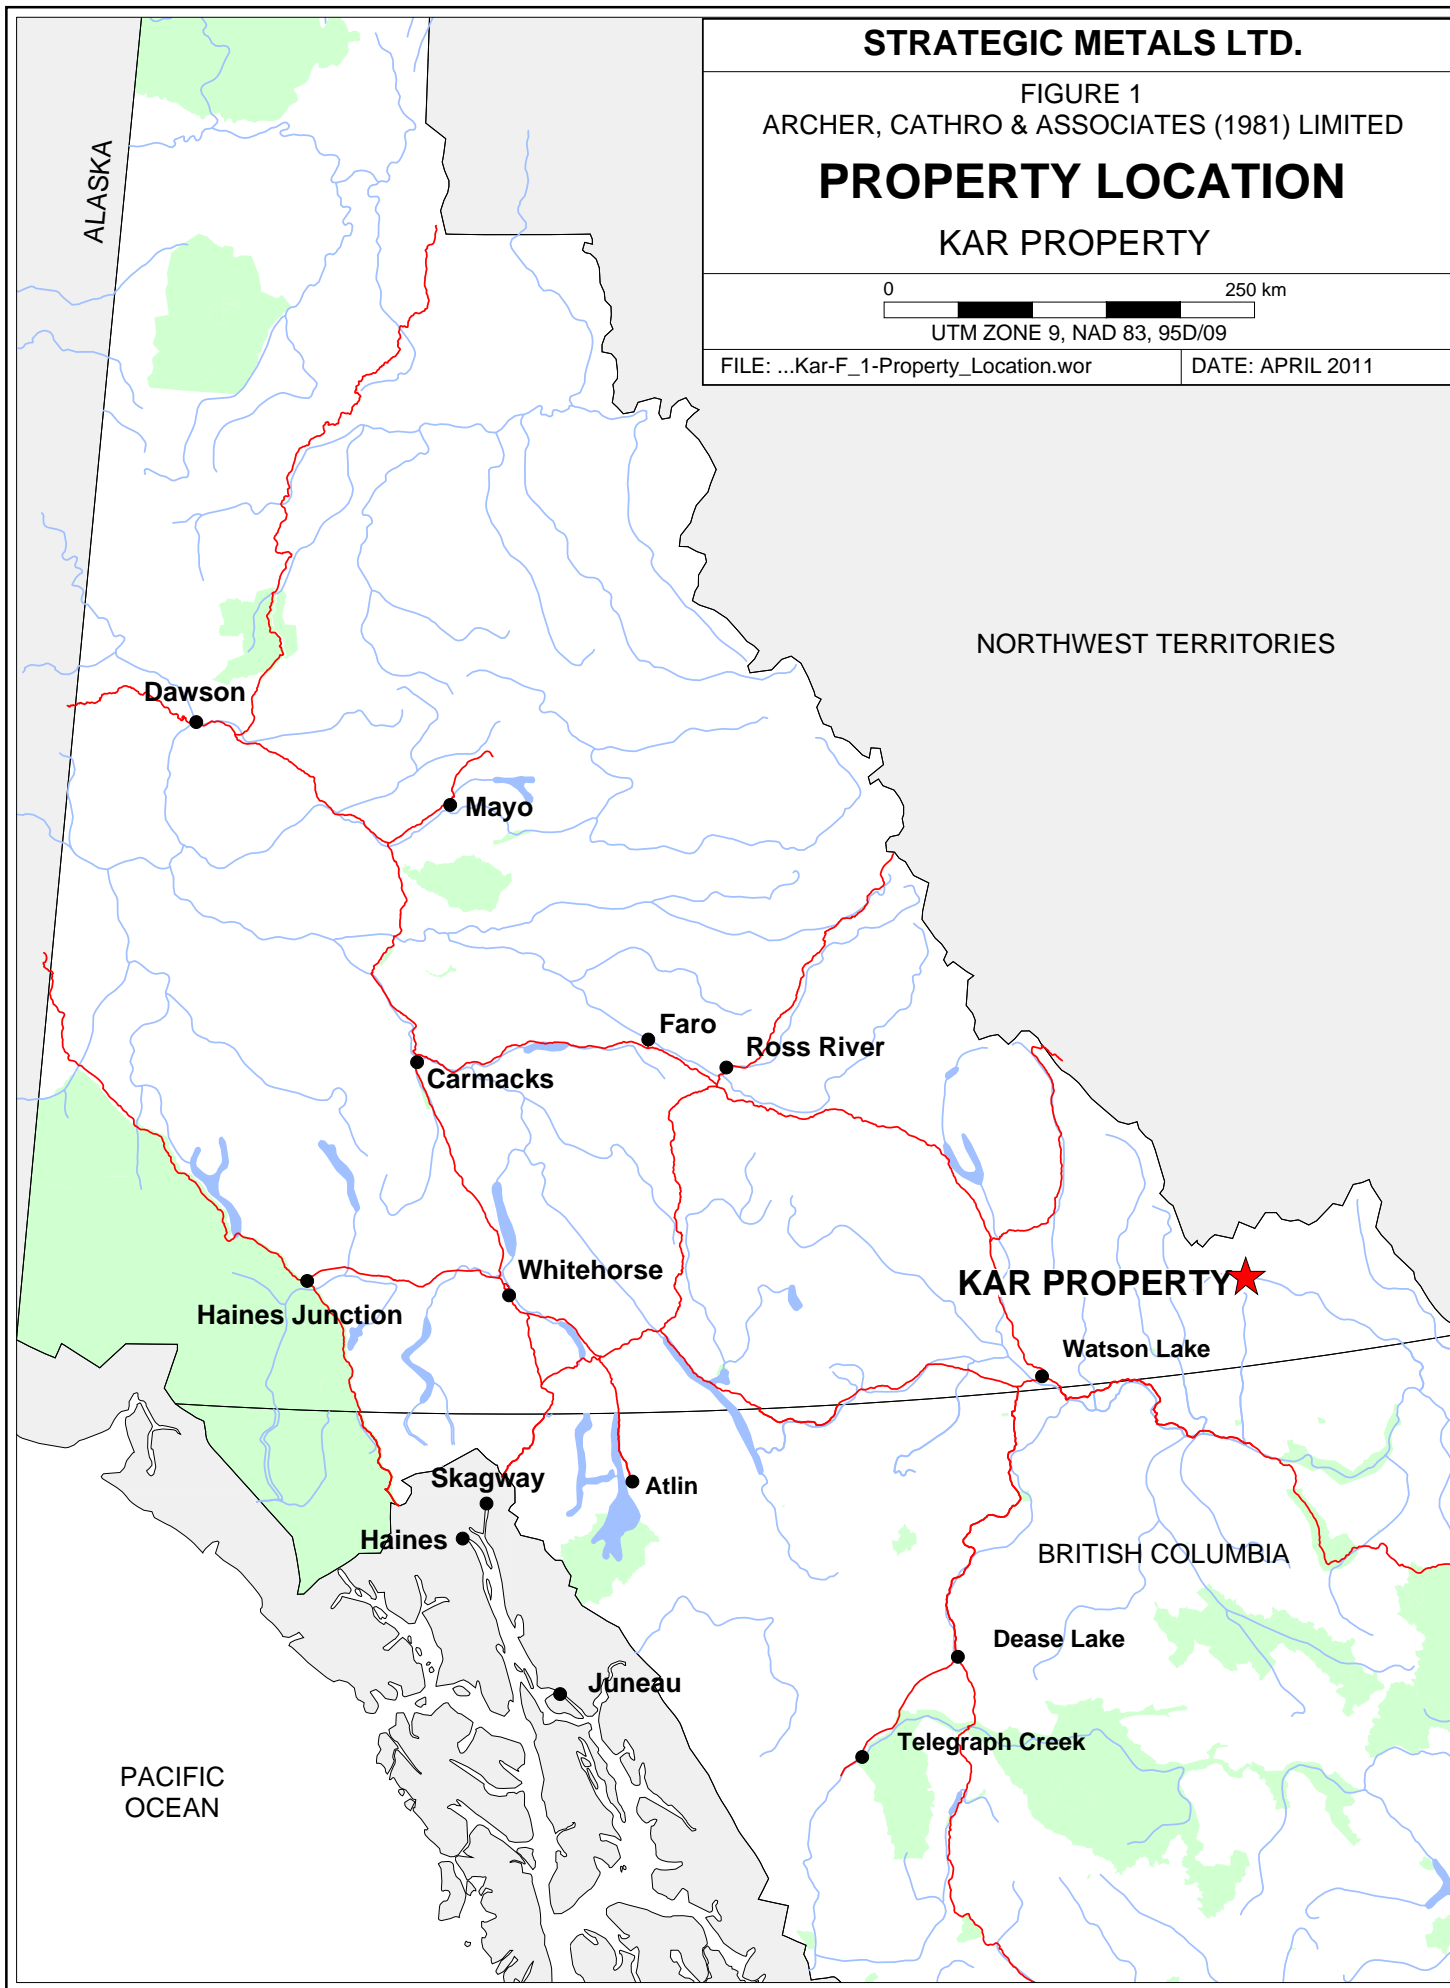 STRATEGIC METALS LTD.
FIGURE 1
ARCHER, CATHRO & ASSOCIATES (1981) LIMITED
PROPERTY LOCATION
KAR PROPERTY
0 250 km
UTM ZONE 9, NAD 83, 95D/09
FILE: ...Kar-F_1-Property_Location.wor DATE: APRIL 2011
ALASKA
NORTHWEST TERRITORIES
Dawson
Mayo
Faro
Ross River
Carmacks
Whitehorse
KAR PROPERTY
Haines Junction
Watson Lake
Skagway
Atlin
Haines
BRITISH COLUMBIA
Dease Lake
Juneau
Telegraph Creek
PACIFIC
OCEAN